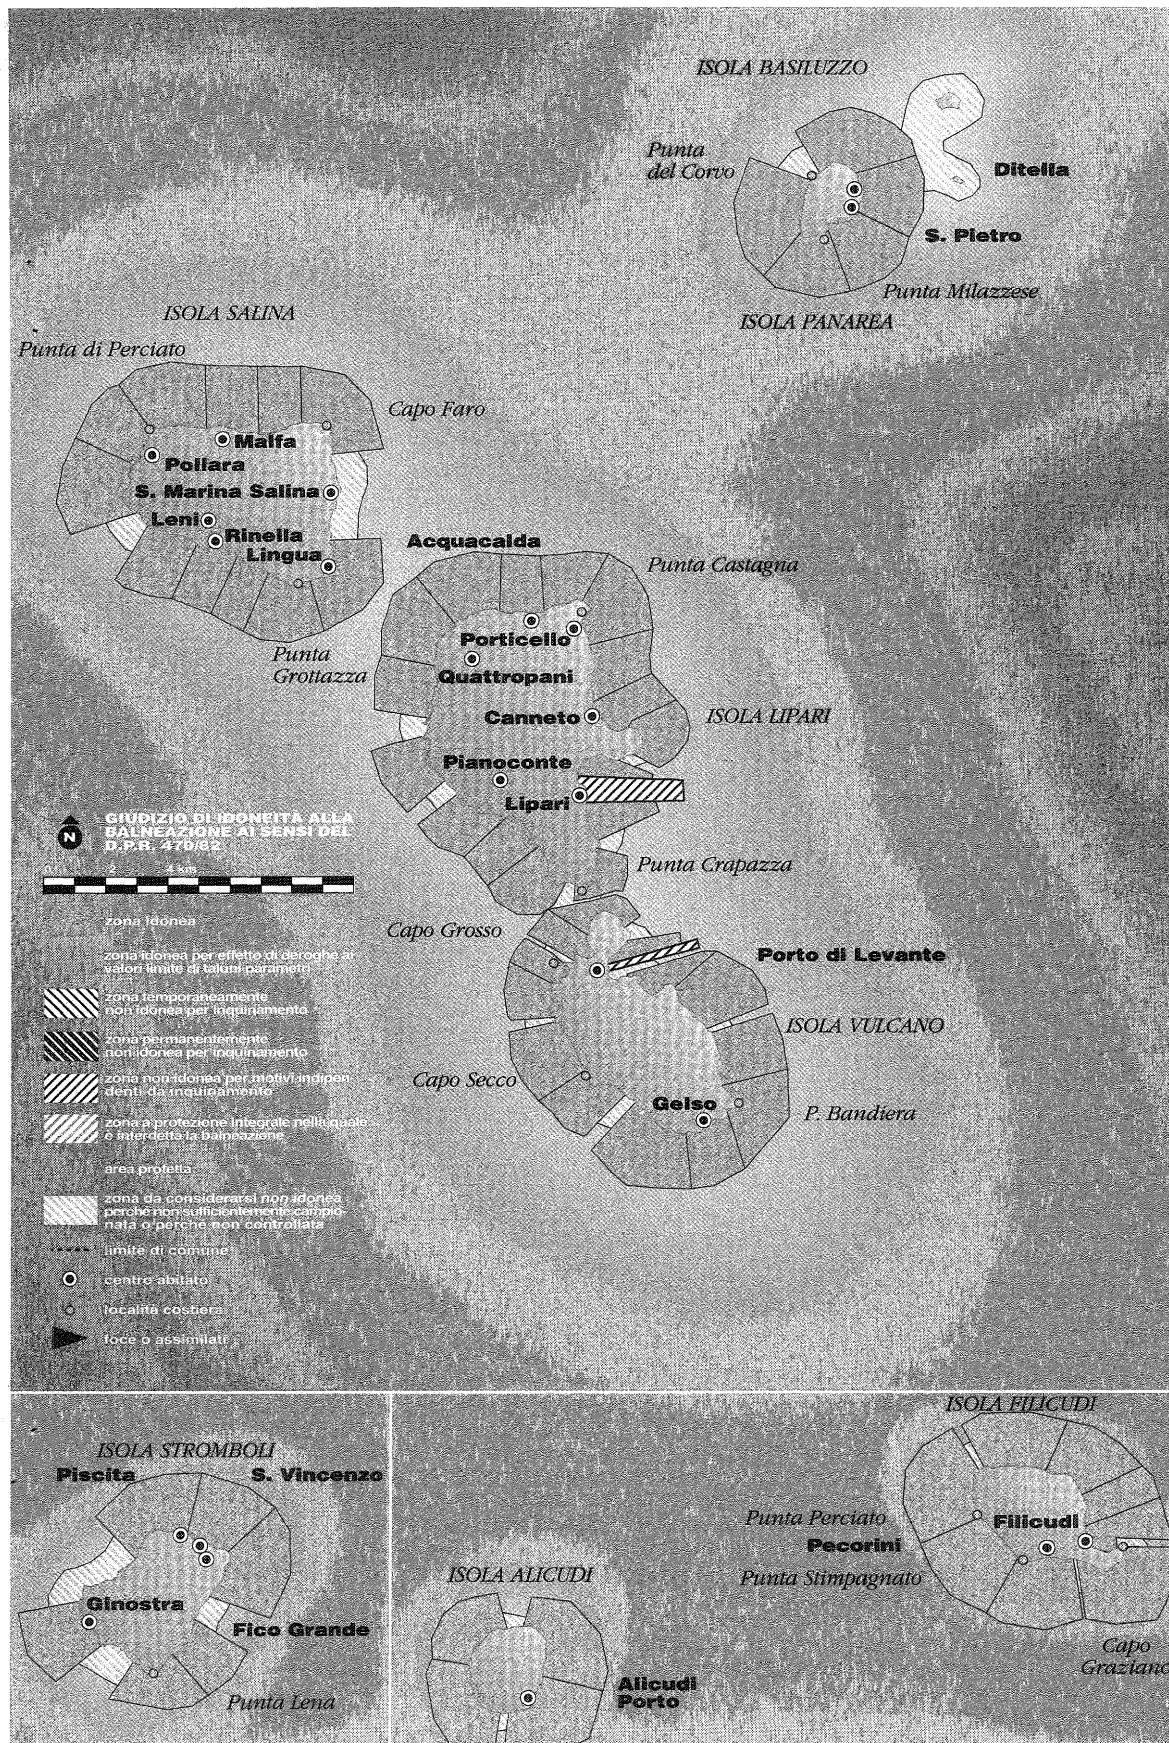 ISOLA BASILUZZO
Punta
del Corvo
Ditella
S. Pietro
Punta Milazzese
ISOLA PANAREA
ISOLA SALINA
Punta di Perciato
Capo Faro
Malfa
Pollara
S. Marina Salina
Leni
Rinella
Lingua
Punta
Grottazza
Acquacalda
Punta Castagna
Porticello
Quattropani
Canneto
ISOLA LIPARI
Pianoconte
Lipari
Punta Crapazza
Capo Grosso
Porto di Levante
ISOLA VULCANO
Capo Secco
Gelso
P. Bandiera
N
GIUDIZIO DI IDONEITÀ ALLA
BALNEAZIONE AI SENSI DEL
D.P.R. 470/82
0 2 4 km
zona idonea
zona idonea per effetto di deroghe ai
valori limite di taluni parametri
zona temporaneamente
non idonea per inquinamento
zona permanentemente
non idonea per inquinamento
zona non idonea per motivi indipen
denti da inquinamento
zona a protezione integrale nella quale
è interdetta la balneazione
area protetta
zona da considerarsi non idonea
perché non sufficientemente campio
nata o perché non controllata
limite di comune
centro abitato
località costiera
foce o assimilati
ISOLA STROMBOLI
Piscita
S. Vincenzo
Ginostra
Fico Grande
Punta Lena
ISOLA ALICUDI
Alicudi
Porto
ISOLA FILICUDI
Punta Perciato
Filicudi
Pecorini
Punta Stimpagnato
Capo
Graziano